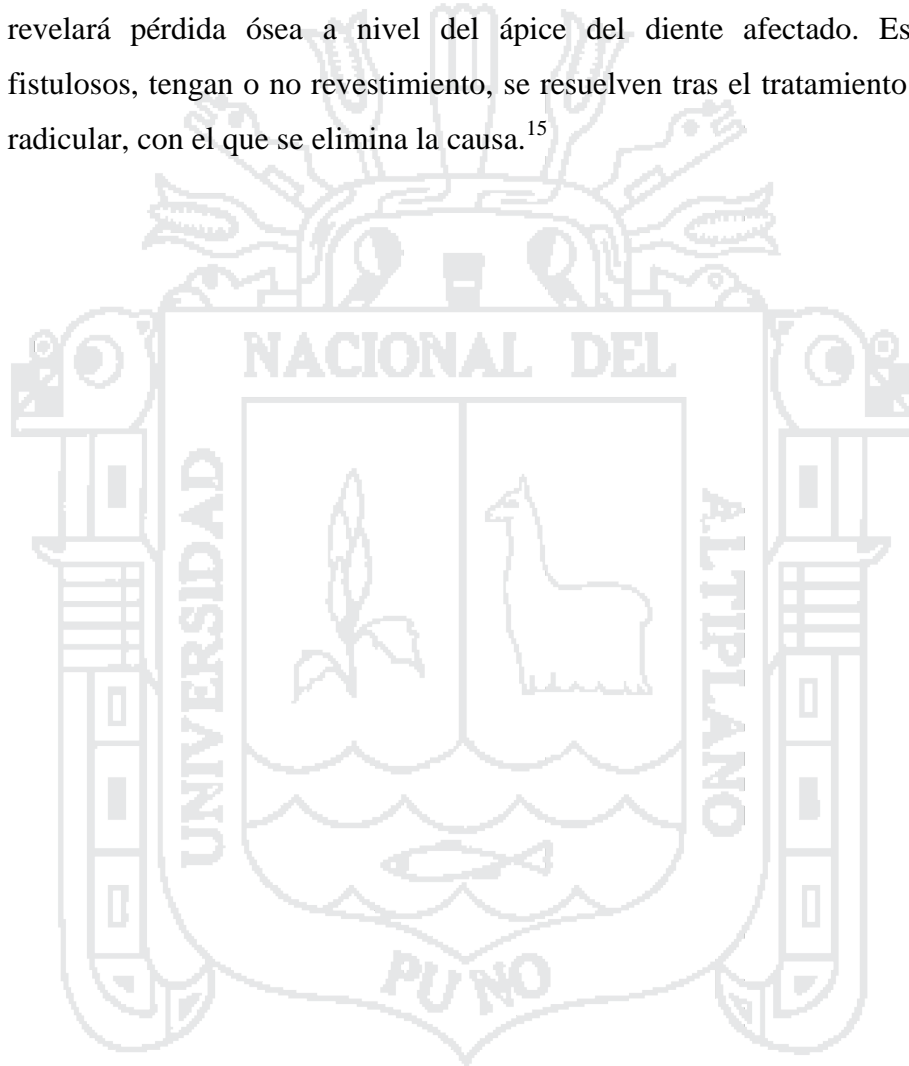 revelará pérdida ósea a nivel del ápice del diente afectado. Es
fistulosos, tengan o no revestimiento, se resuelven tras el tratamiento
radicular, con el que se elimina la causa.15
NACIONAL DEL
UNIVERSIDAD
ALTIPLANO
PUNO